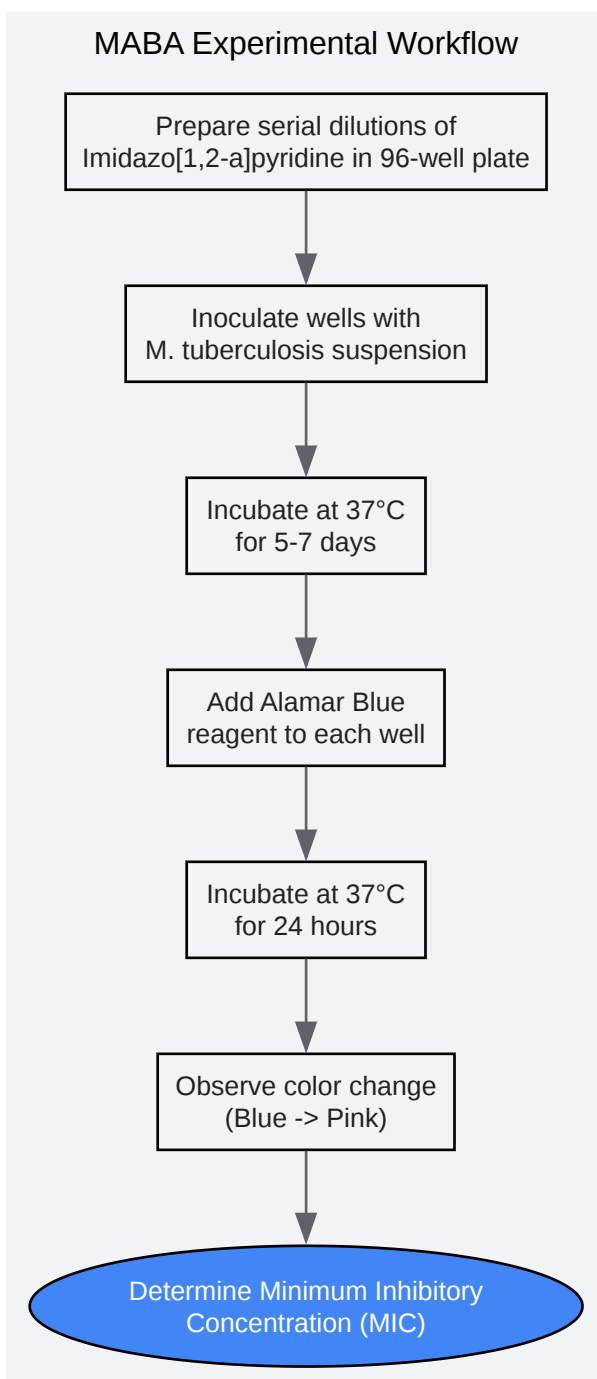 MABA Experimental Workflow
Prepare serial dilutions of
Imidazo[1,2-a]pyridine in 96-well plate
Inoculate wells with
M. tuberculosis suspension
Incubate at 37°C
for 5-7 days
Add Alamar Blue
reagent to each well
Incubate at 37°C
for 24 hours
Observe color change
(Blue -> Pink)
Determine Minimum Inhibitory
Concentration (MIC)